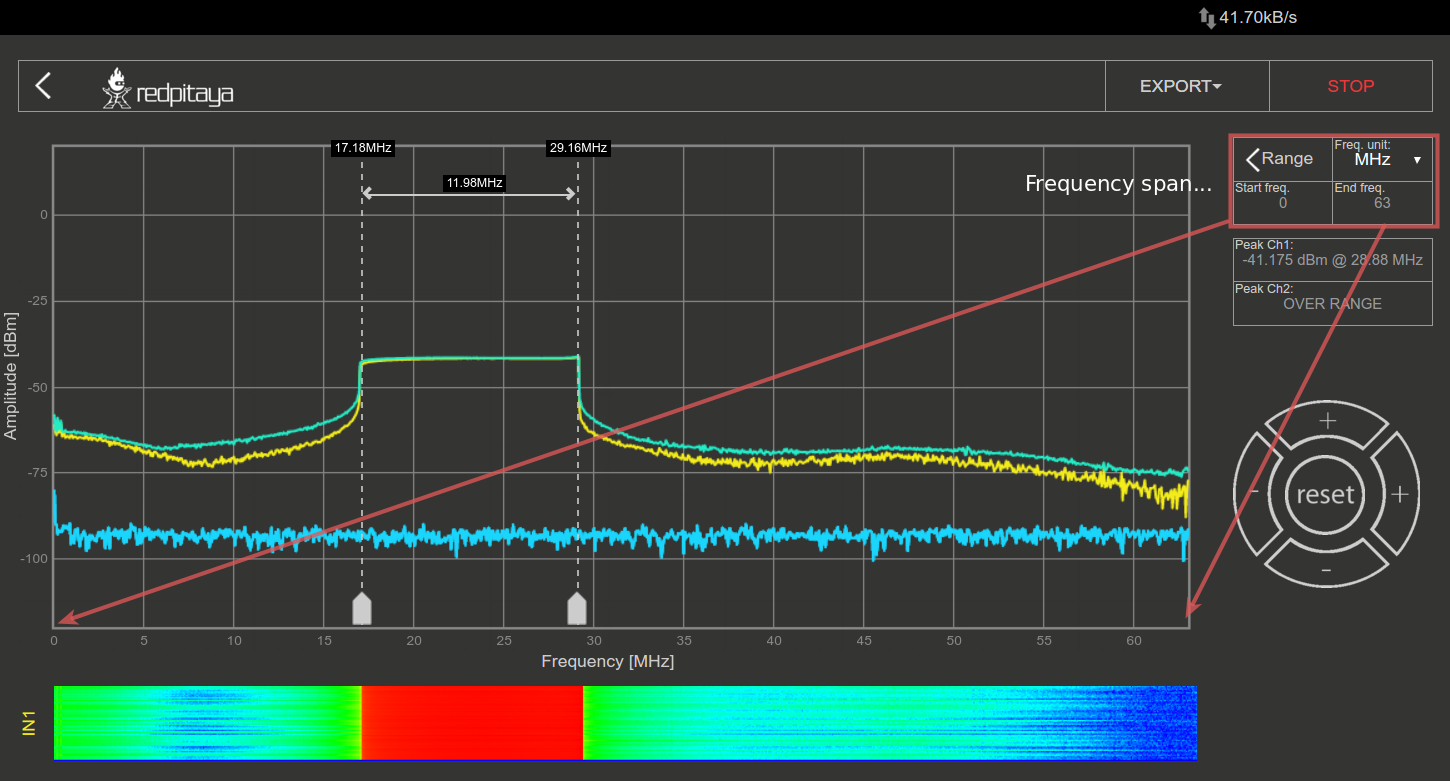 41.70kB/s
redpitaya
EXPORT
STOP
17.18MHz
29.16MHz
11.98MHz
Frequency span...
Range
Freq. unit:
MHz
Start freq.
0
End freq.
63
Peak Ch1:
-41.175 dBm @ 28.88 MHz
Peak Ch2:
OVER RANGE
+
-
reset
+
-
Amplitude [dBm]
0
-25
-50
-75
-100
0 5 10 15 20 25 30 35 40 45 50 55 60
Frequency [MHz]
IN1